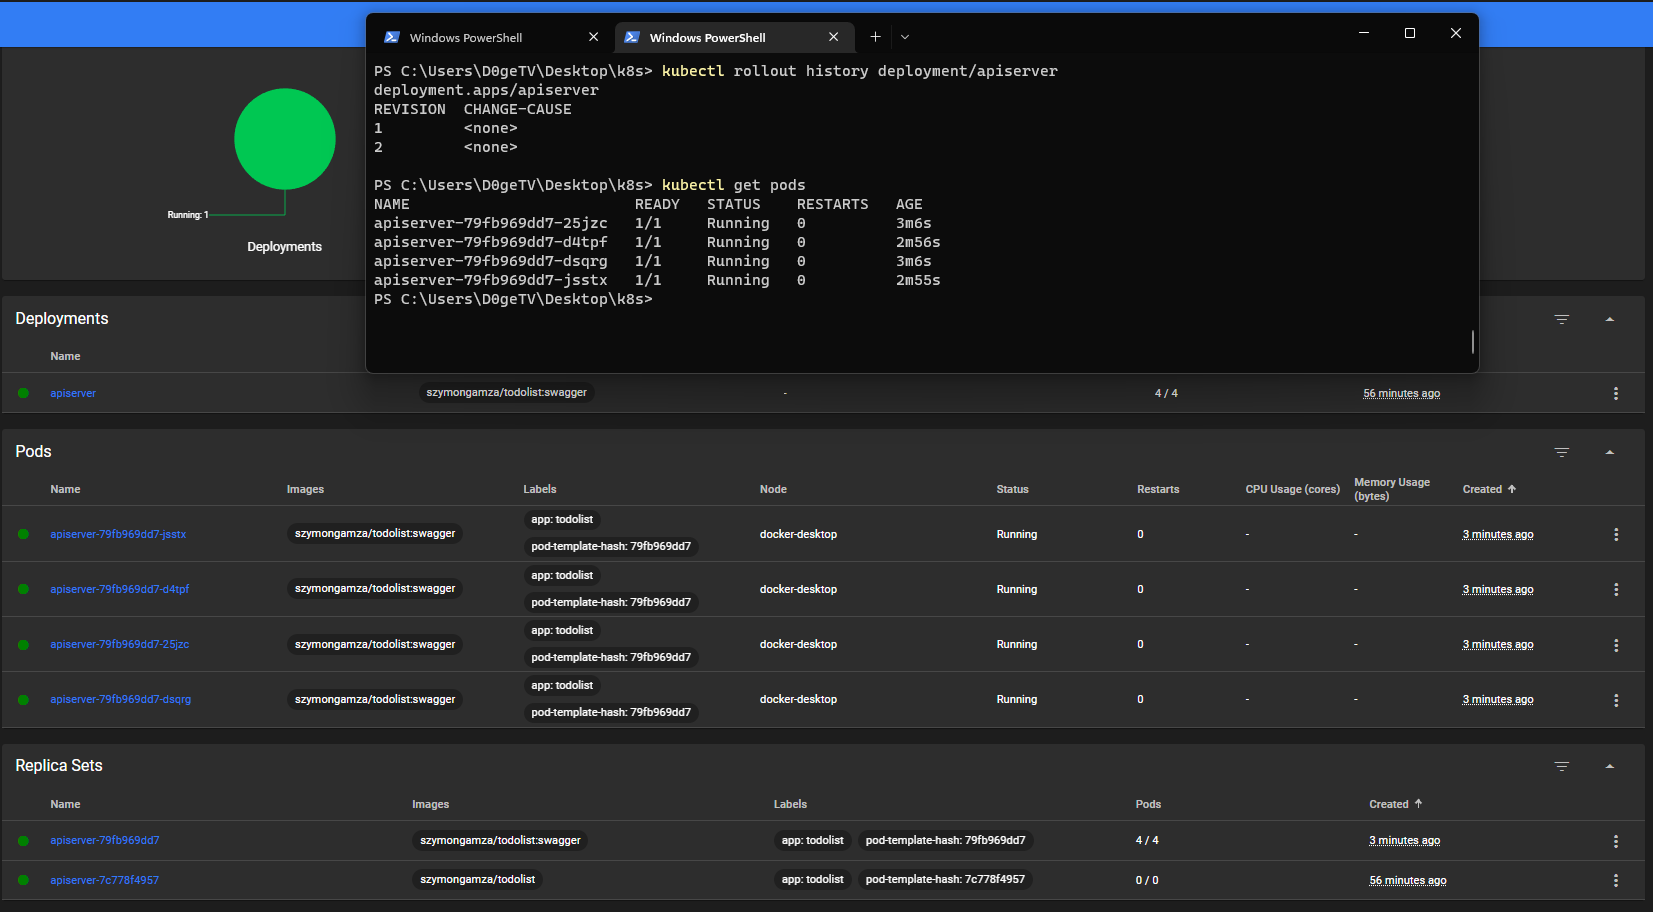 Windows PowerShell
Windows PowerShell
PS C:\Users\D0geTV\Desktop\k8s> kubectl rollout history deployment/apiserver
deployment.apps/apiserver
REVISION CHANGE-CAUSE
1 <none>
2 <none>
PS C:\Users\D0geTV\Desktop\k8s> kubectl get pods
NAME READY STATUS RESTARTS AGE
apiserver-79fb969dd7-25jzc 1/1 Running 0 3m6s
apiserver-79fb969dd7-d4tpf 1/1 Running 0 2m56s
apiserver-79fb969dd7-dsqrg 1/1 Running 0 3m6s
apiserver-79fb969dd7-jsstx 1/1 Running 0 2m55s
PS C:\Users\D0geTV\Desktop\k8s>
Running: 1
Deployments
Deployments
Name
apiserver szymongamza/todolist:swagger - 4 / 4 56 minutes ago
Pods
Name Images Labels Node Status Restarts CPU Usage (cores) Memory Usage (bytes) Created
apiserver-79fb969dd7-jsstx szymongamza/todolist:swagger app: todolist pod-template-hash: 79fb969dd7 docker-desktop Running 0 - - 3 minutes ago
apiserver-79fb969dd7-d4tpf szymongamza/todolist:swagger app: todolist pod-template-hash: 79fb969dd7 docker-desktop Running 0 - - 3 minutes ago
apiserver-79fb969dd7-25jzc szymongamza/todolist:swagger app: todolist pod-template-hash: 79fb969dd7 docker-desktop Running 0 - - 3 minutes ago
apiserver-79fb969dd7-dsqrg szymongamza/todolist:swagger app: todolist pod-template-hash: 79fb969dd7 docker-desktop Running 0 - - 3 minutes ago
Replica Sets
Name Images Labels Pods Created
apiserver-79fb969dd7 szymongamza/todolist:swagger app: todolist pod-template-hash: 79fb969dd7 4 / 4 3 minutes ago
apiserver-7c778f4957 szymongamza/todolist app: todolist pod-template-hash: 7c778f4957 0 / 0 56 minutes ago